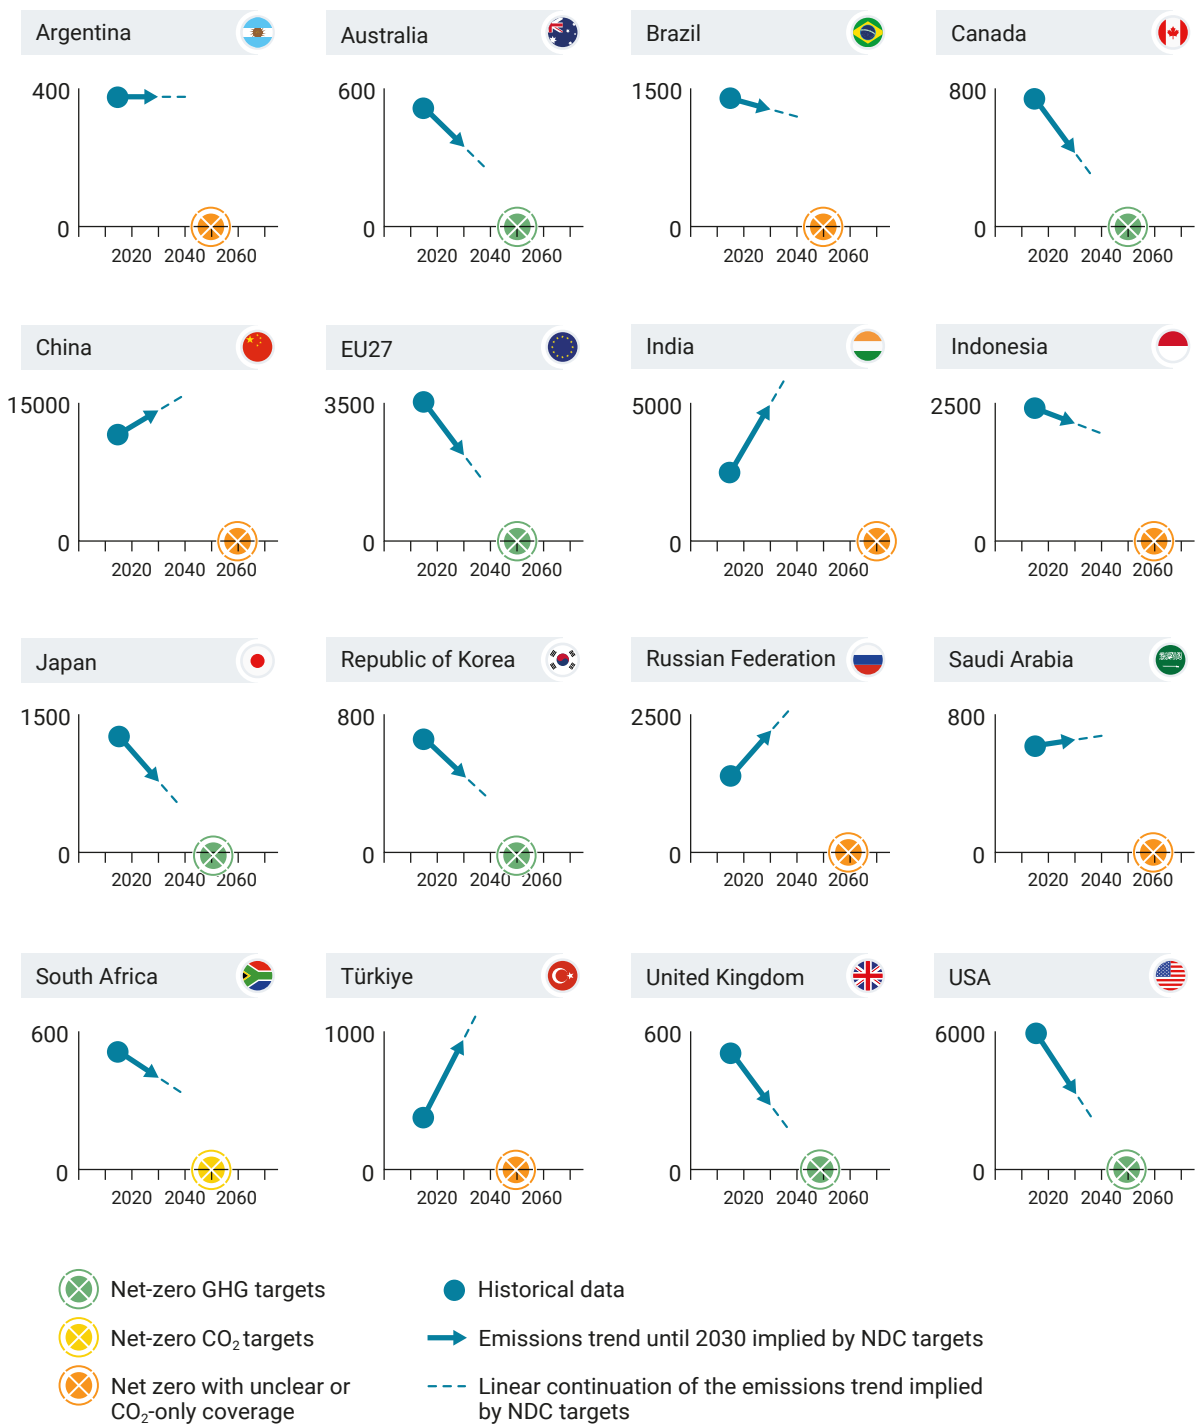 Argentina
400
0
2020 2040 2060
Australia
600
0
2020 2040 2060
Brazil
1500
0
2020 2040 2060
Canada
800
0
2020 2040 2060
China
15000
0
2020 2040 2060
EU27
3500
0
2020 2040 2060
India
5000
0
2020 2040 2060
Indonesia
2500
0
2020 2040 2060
Japan
1500
0
2020 2040 2060
Republic of Korea
800
0
2020 2040 2060
Russian Federation
2500
0
2020 2040 2060
Saudi Arabia
800
0
2020 2040 2060
South Africa
600
0
2020 2040 2060
Türkiye
1000
0
2020 2040 2060
United Kingdom
600
0
2020 2040 2060
USA
6000
0
2020 2040 2060
Net-zero GHG targets
Net-zero CO₂ targets
Net zero with unclear or
CO₂-only coverage
Historical data
Emissions trend until 2030 implied by NDC targets
Linear continuation of the emissions trend implied
by NDC targets